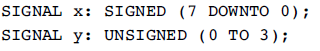 SIGNAL x: SIGNED (7 DOWNTO 0);
SIGNAL y: UNSIGNED (0 TO 3);